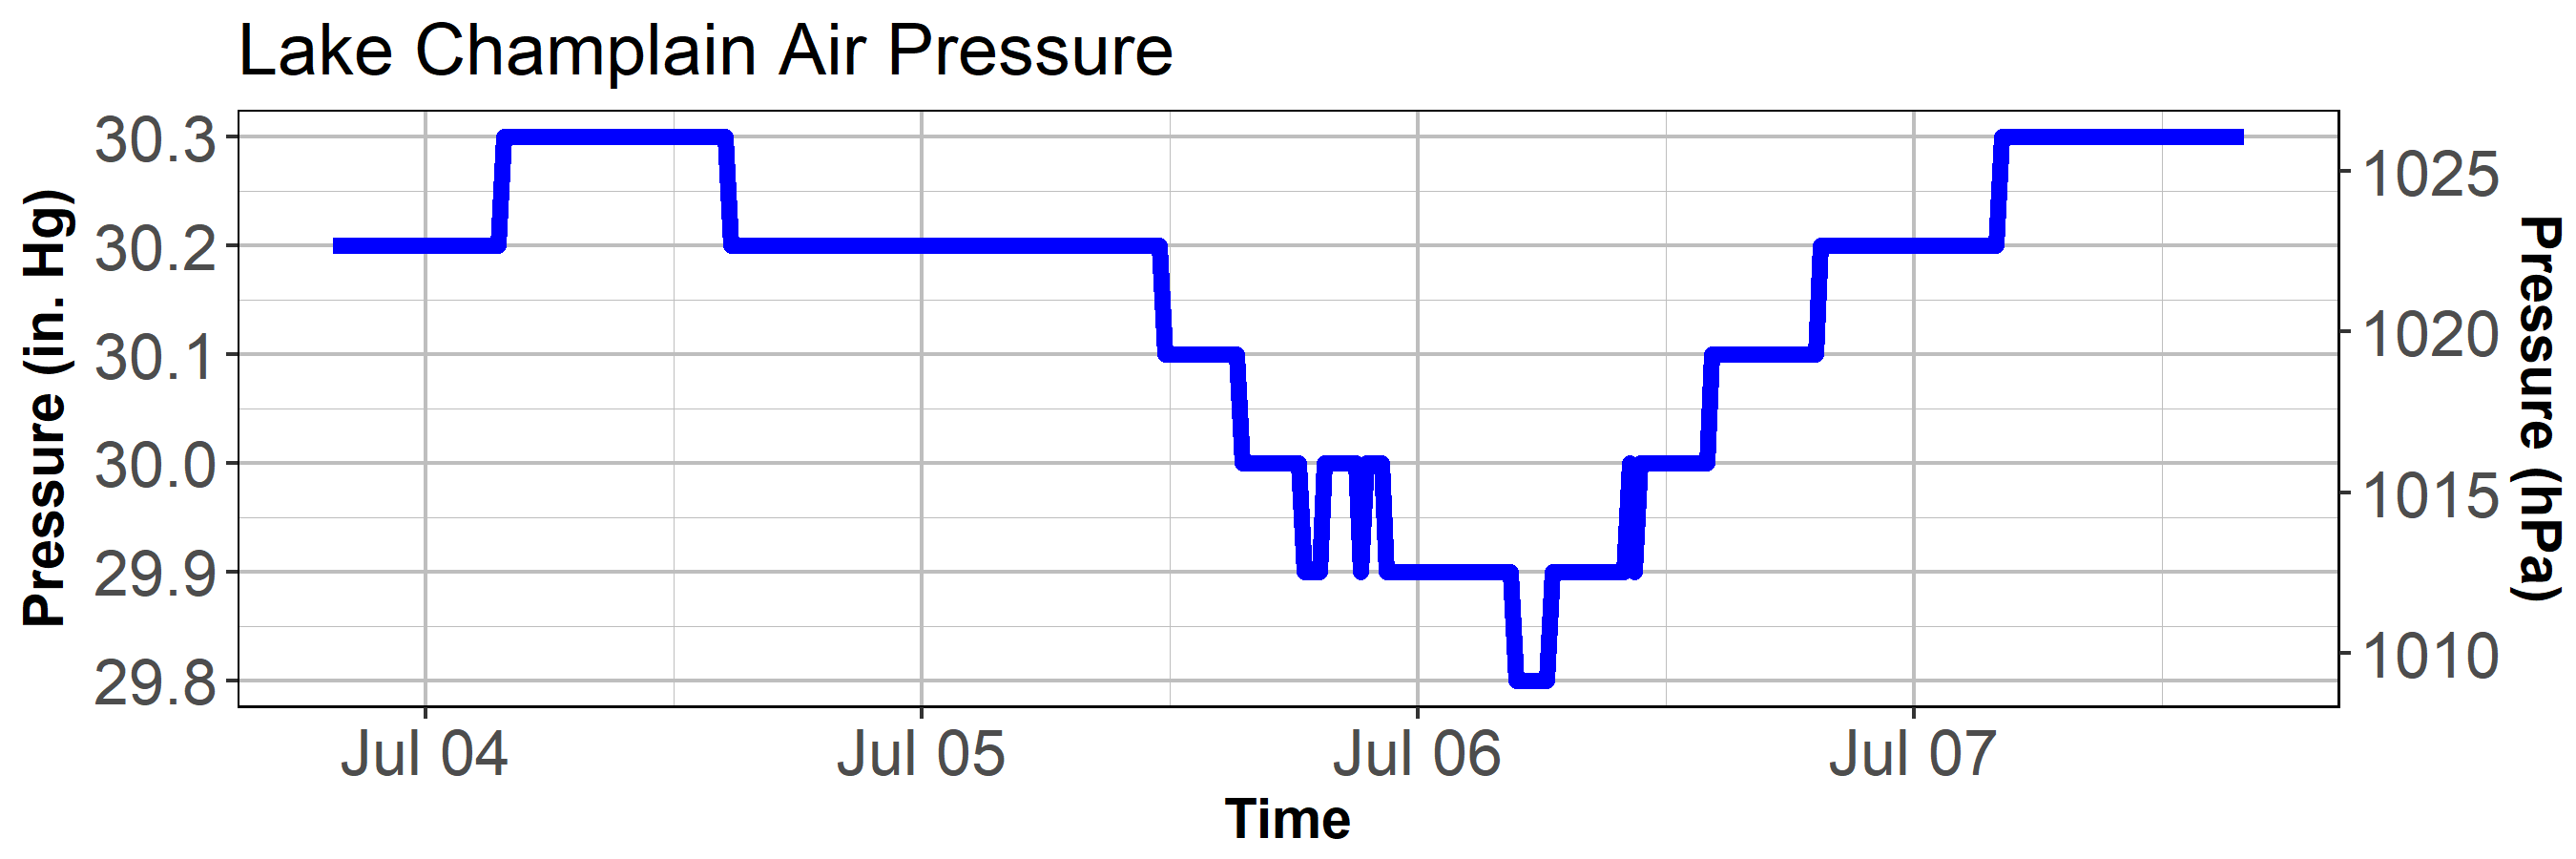 Lake Champlain Air Pressure
Pressure (in. Hg)
30.3
30.2
30.1
30.0
29.9
29.8
1025
1020
1015
1010
Pressure (hPa)
Jul 04 Jul 05 Jul 06 Jul 07
Time